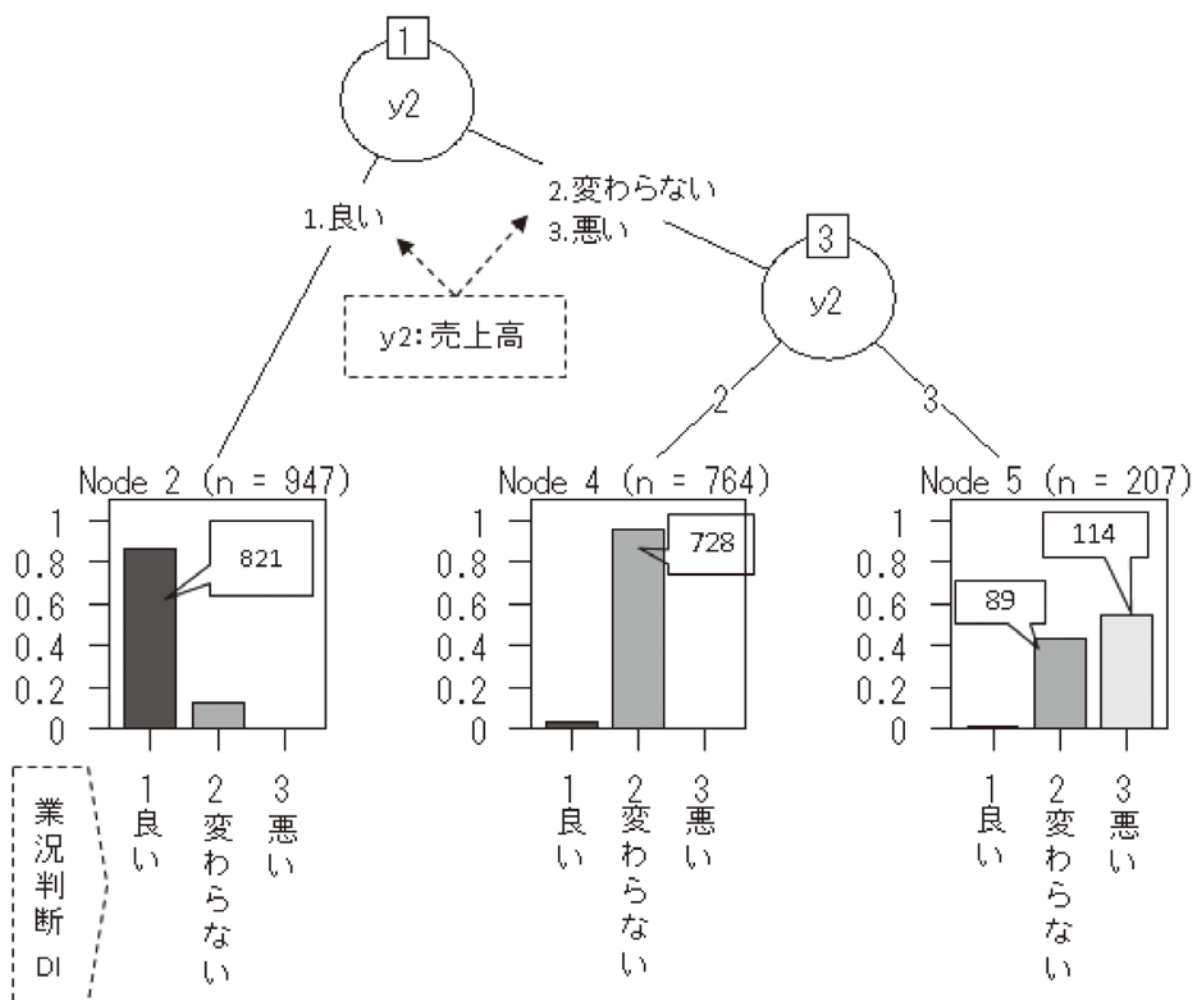 1
y2
1.良い
2.変わらない
3.悪い
3
y2
y2:売上高
2
3
Node 2 (n = 947)
Node 4 (n = 764)
Node 5 (n = 207)
1
0.8
0.6
0.4
0.2
0
821
1
0.8
0.6
0.4
0.2
0
728
1
0.8
0.6
0.4
0.2
0
89
114
業況判断DI
1良い
2変わらない
3悪い
1良い
2変わらない
3悪い
1良い
2変わらない
3悪い